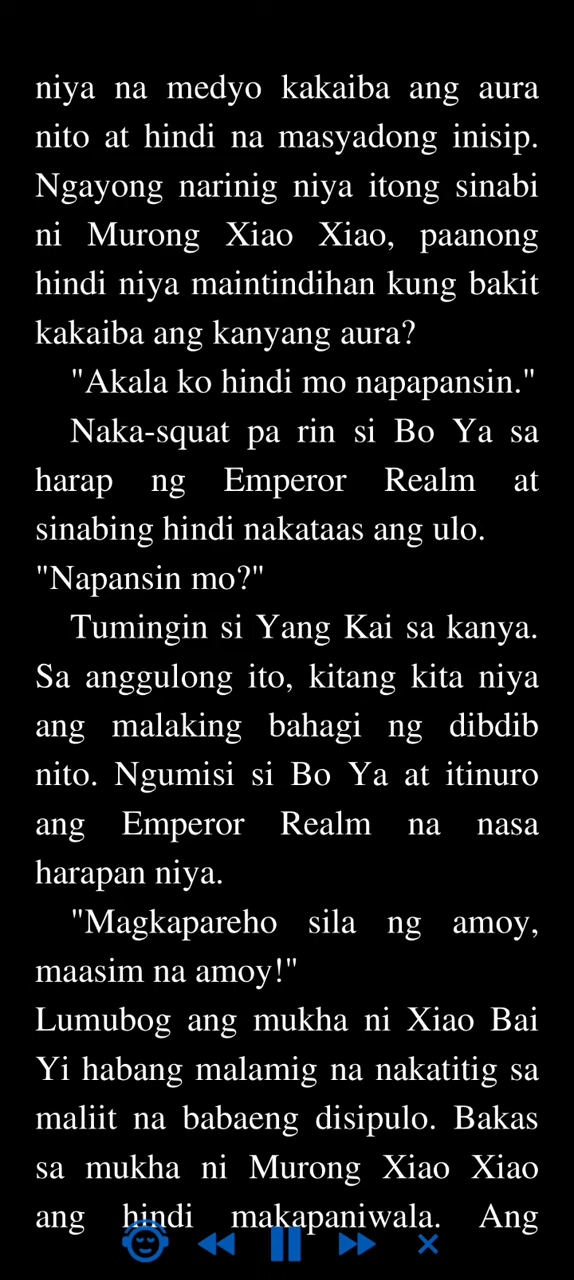 niya na medyo kakaiba ang aura
nito at hindi na masyadong inisip.
Ngayong narinig niya itong sinabi
ni Murong Xiao Xiao, paanong
hindi niya maintindihan kung bakit
kakaiba ang kanyang aura?
"Akala ko hindi mo napapansin."
Naka-squat pa rin si Bo Ya sa
harap ng Emperor Realm at
sinabing hindi nakataas ang ulo.
"Napansin mo?"
Tumingin si Yang Kai sa kanya.
Sa anggulong ito, kitang kita niya
ang malaking bahagi ng dibdib
nito. Ngumisi si Bo Ya at itinuro
ang Emperor Realm na nasa
harapan niya.
"Magkapareho sila ng amoy,
maasim na amoy!"
Lumubog ang mukha ni Xiao Bai
Yi habang malamig na nakatitig sa
maliit na babaeng disipulo. Bakas
sa mukha ni Murong Xiao Xiao
ang hindi makapaniwala. Ang